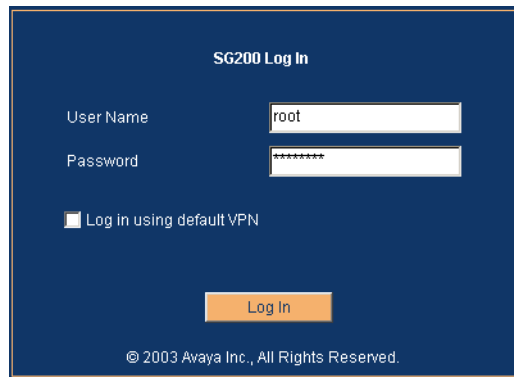 SG200 Log In
User Name root
Password ********
Log in using default VPN
Log In
© 2003 Avaya Inc., All Rights Reserved.